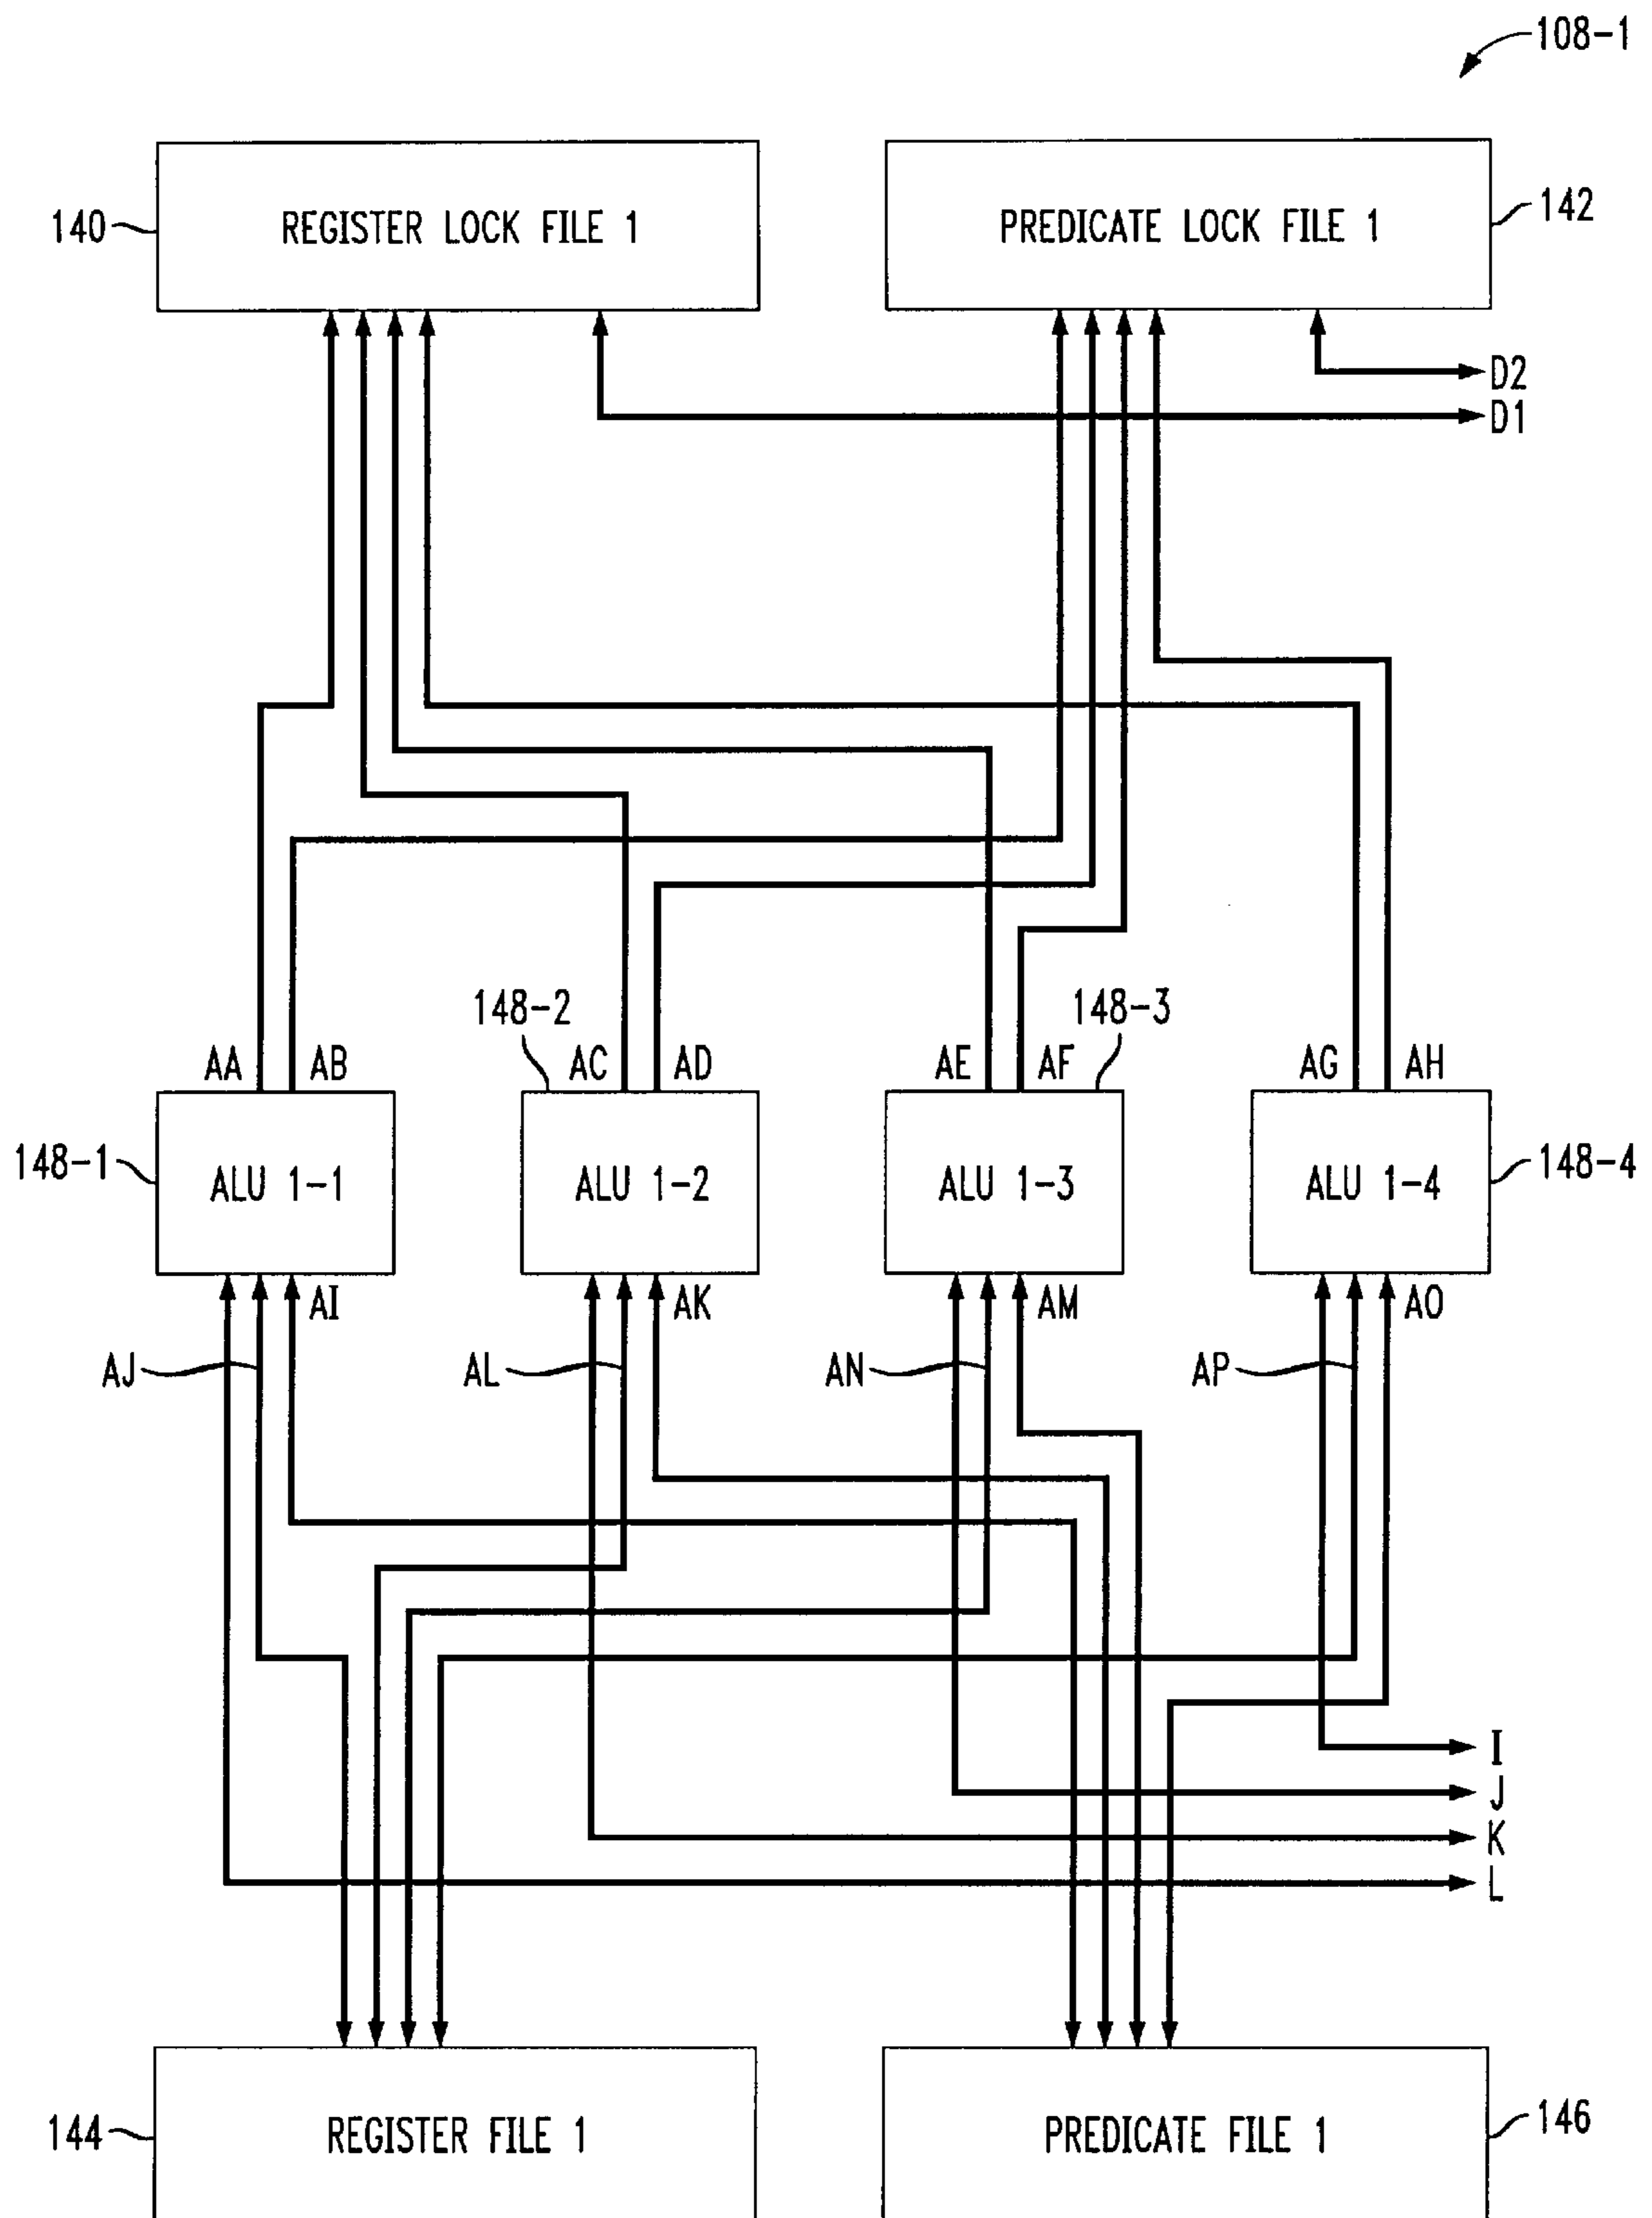 108-1
140
REGISTER LOCK FILE 1
PREDICATE LOCK FILE 1
142
D2
D1
148-2
148-3
AA
AB
AC
AD
AE
AF
AG
AH
148-1
ALU 1-1
ALU 1-2
ALU 1-3
ALU 1-4
148-4
AI
AK
AM
AO
AJ
AL
AN
AP
I
J
K
L
144
REGISTER FILE 1
PREDICATE FILE 1
146